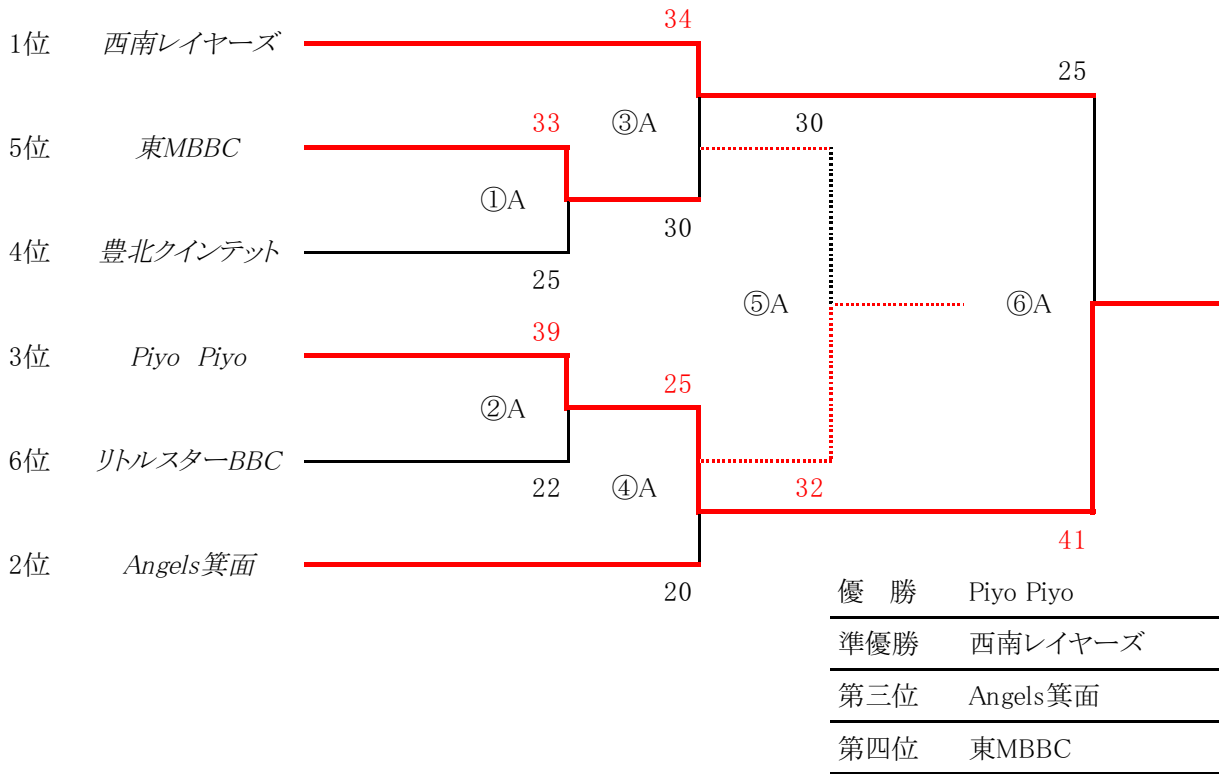 34
1位 西南レイヤーズ
25
33 ③A 30
5位 東MBBC
①A
30
4位 豊北クインテット
25
⑤A ⑥A
39
3位 Piyo Piyo
25
②A
6位 リトルスターBBC
22 ④A 32
41
2位 Angels箕面
20
優 勝 Piyo Piyo
準優勝 西南レイヤーズ
第三位 Angels箕面
第四位 東MBBC